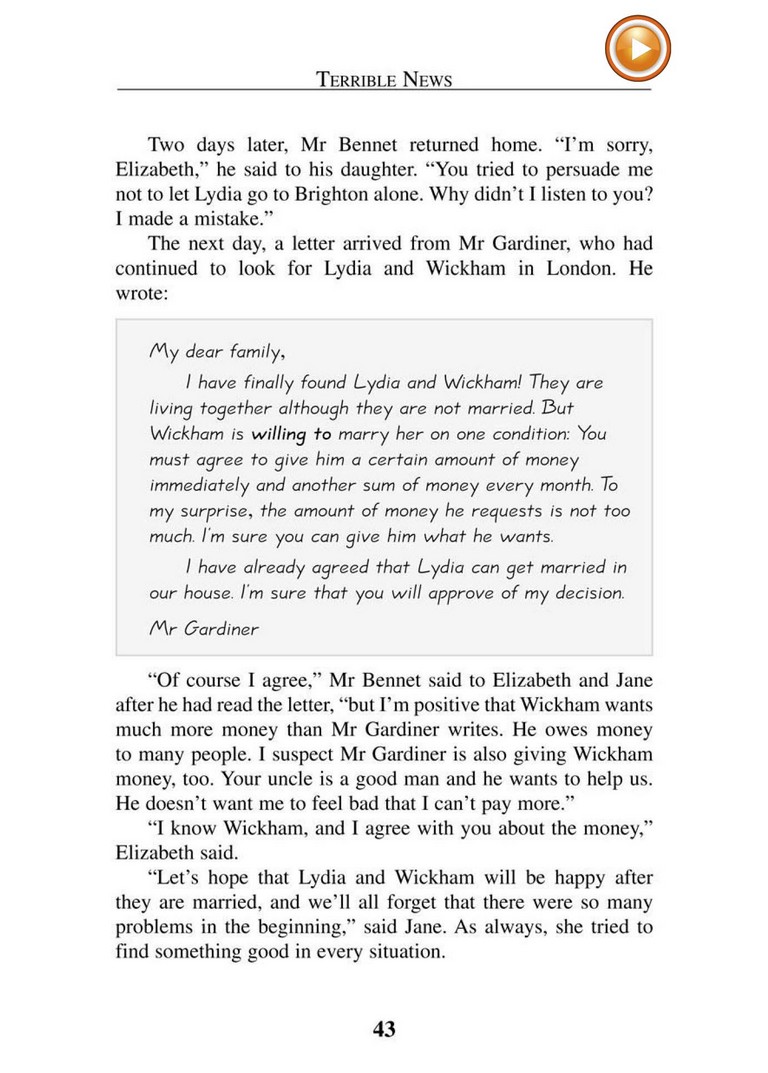 TERRIBLE NEWS
Two days later, Mr Bennet returned home. “I’m sorry,
Elizabeth,” he said to his daughter. “You tried to persuade me
not to let Lydia go to Brighton alone. Why didn’t I listen to you?
I made a mistake.”
The next day, a letter arrived from Mr Gardiner, who had
continued to look for Lydia and Wickham in London. He
wrote:
My dear family,
I have finally found Lydia and Wickham! They are
living together although they are not married. But
Wickham is willing to marry her on one condition: You
must agree to give him a certain amount of money
immediately and another sum of money every month. To
my surprise, the amount of money he requests is not too
much. I’m sure you can give him what he wants.
I have already agreed that Lydia can get married in
our house. I’m sure that you will approve of my decision.
Mr Gardiner
“Of course I agree,” Mr Bennet said to Elizabeth and Jane
after he had read the letter, “but I’m positive that Wickham wants
much more money than Mr Gardiner writes. He owes money
to many people. I suspect Mr Gardiner is also giving Wickham
money, too. Your uncle is a good man and he wants to help us.
He doesn’t want me to feel bad that I can’t pay more.”
“I know Wickham, and I agree with you about the money,”
Elizabeth said.
“Let’s hope that Lydia and Wickham will be happy after
they are married, and we’ll all forget that there were so many
problems in the beginning,” said Jane. As always, she tried to
find something good in every situation.
43